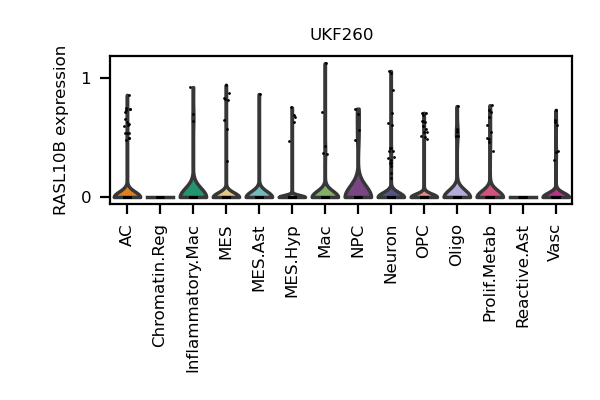 UKF260
RASL10B expression
1
0
AC
Chromatin.Reg
Inflammatory.Mac
MES
MES.Ast
MES.Hyp
Mac
NPC
Neuron
OPC
Oligo
Prolif.Metab
Reactive.Ast
Vasc